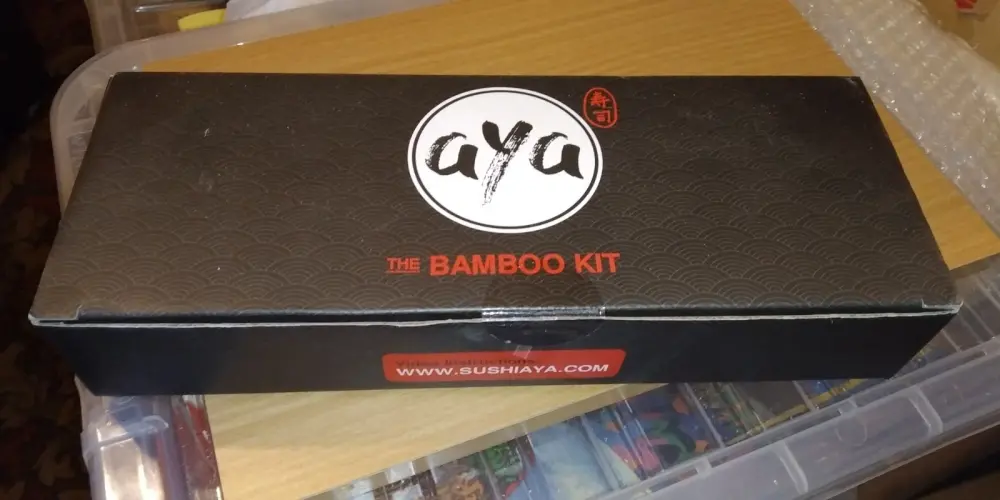 aya
寿
司
THE BAMBOO KIT
Video Instructions:
WWW.SUSHIAYA.COM